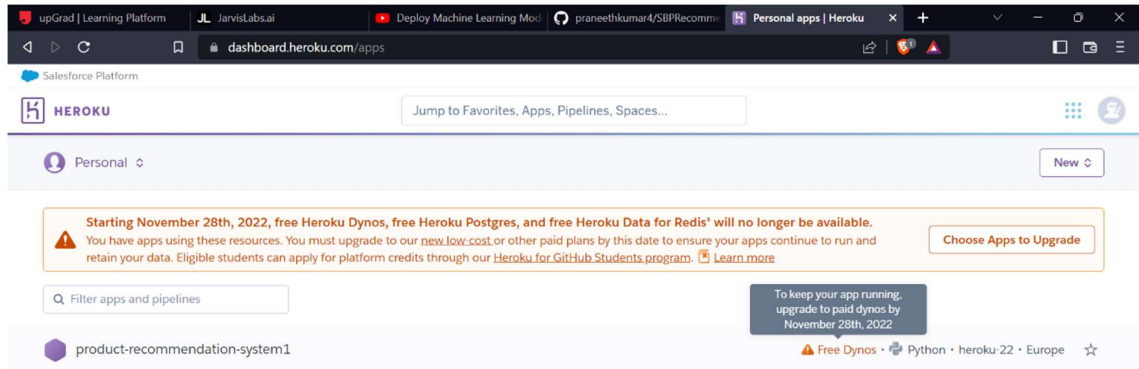 upGrad | Learning Platform
JL JarvisLabs.ai
Deploy Machine Learning Mod
praneethkumar4/SBPRecomme
Personal apps | Heroku
dashboard.heroku.com/apps
Salesforce Platform
HEROKU
Jump to Favorites, Apps, Pipelines, Spaces...
Personal
New
Starting November 28th, 2022, free Heroku Dynos, free Heroku Postgres, and free Heroku Data for Redis® will no longer be available.
You have apps using these resources. You must upgrade to our new low-cost or other paid plans by this date to ensure your apps continue to run and
retain your data. Eligible students can apply for platform credits through our Heroku for GitHub Students program. Learn more
Choose Apps to Upgrade
Filter apps and pipelines
To keep your app running,
upgrade to paid dynos by
November 28th, 2022
product-recommendation-system1
Free Dynos • Python • heroku-22 • Europe